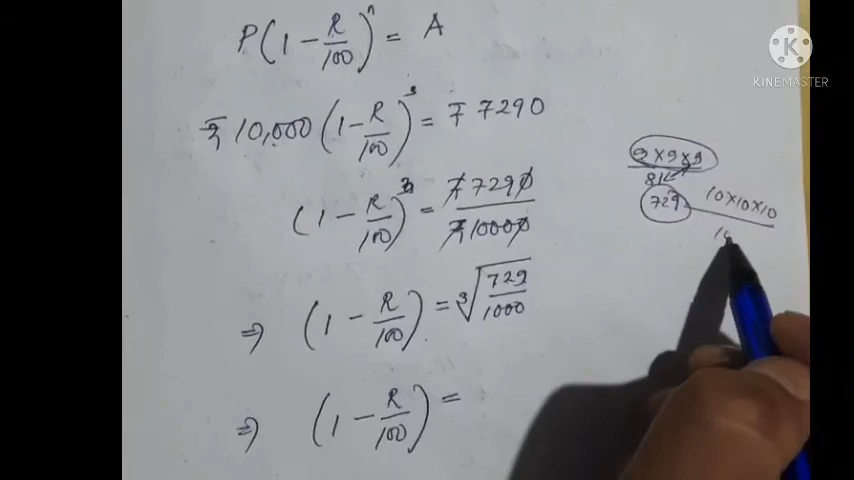 P(1 - R/100)^n = A
₹ 10,000 (1 - R/100)^3 = ₹ 7290
(1 - R/100)^3 = ₹ 7290 / ₹ 10000
⇒ (1 - R/100) = ³√(729/1000)
⇒ (1 - R/100) =
9×9×9
81
729
10×10×10
K
KINEMASTER